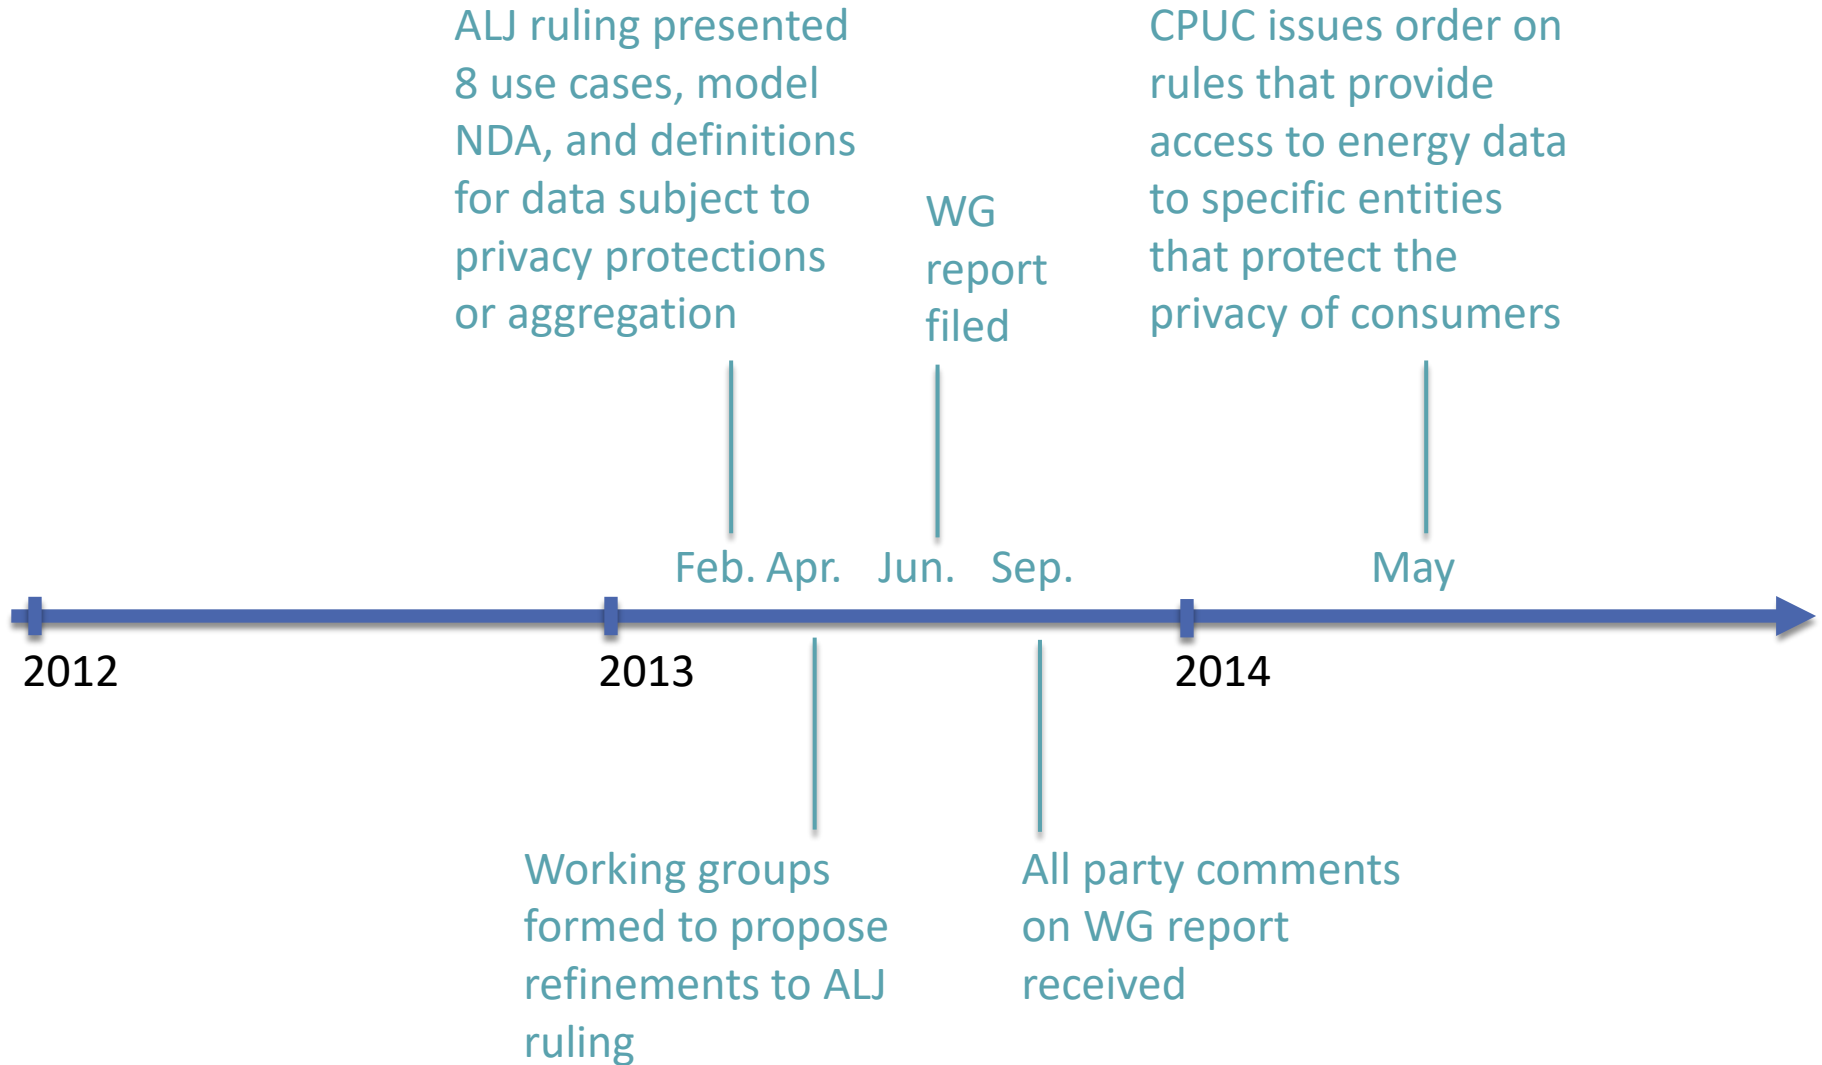 ALJ ruling presented
8 use cases, model
NDA, and definitions
for data subject to
privacy protections
or aggregation
WG
report
filed
CPUC issues order on
rules that provide
access to energy data
to specific entities
that protect the
privacy of consumers
Feb. Apr. Jun. Sep. May
2012 2013 2014
Working groups
formed to propose
refinements to ALJ
ruling
All party comments
on WG report
received